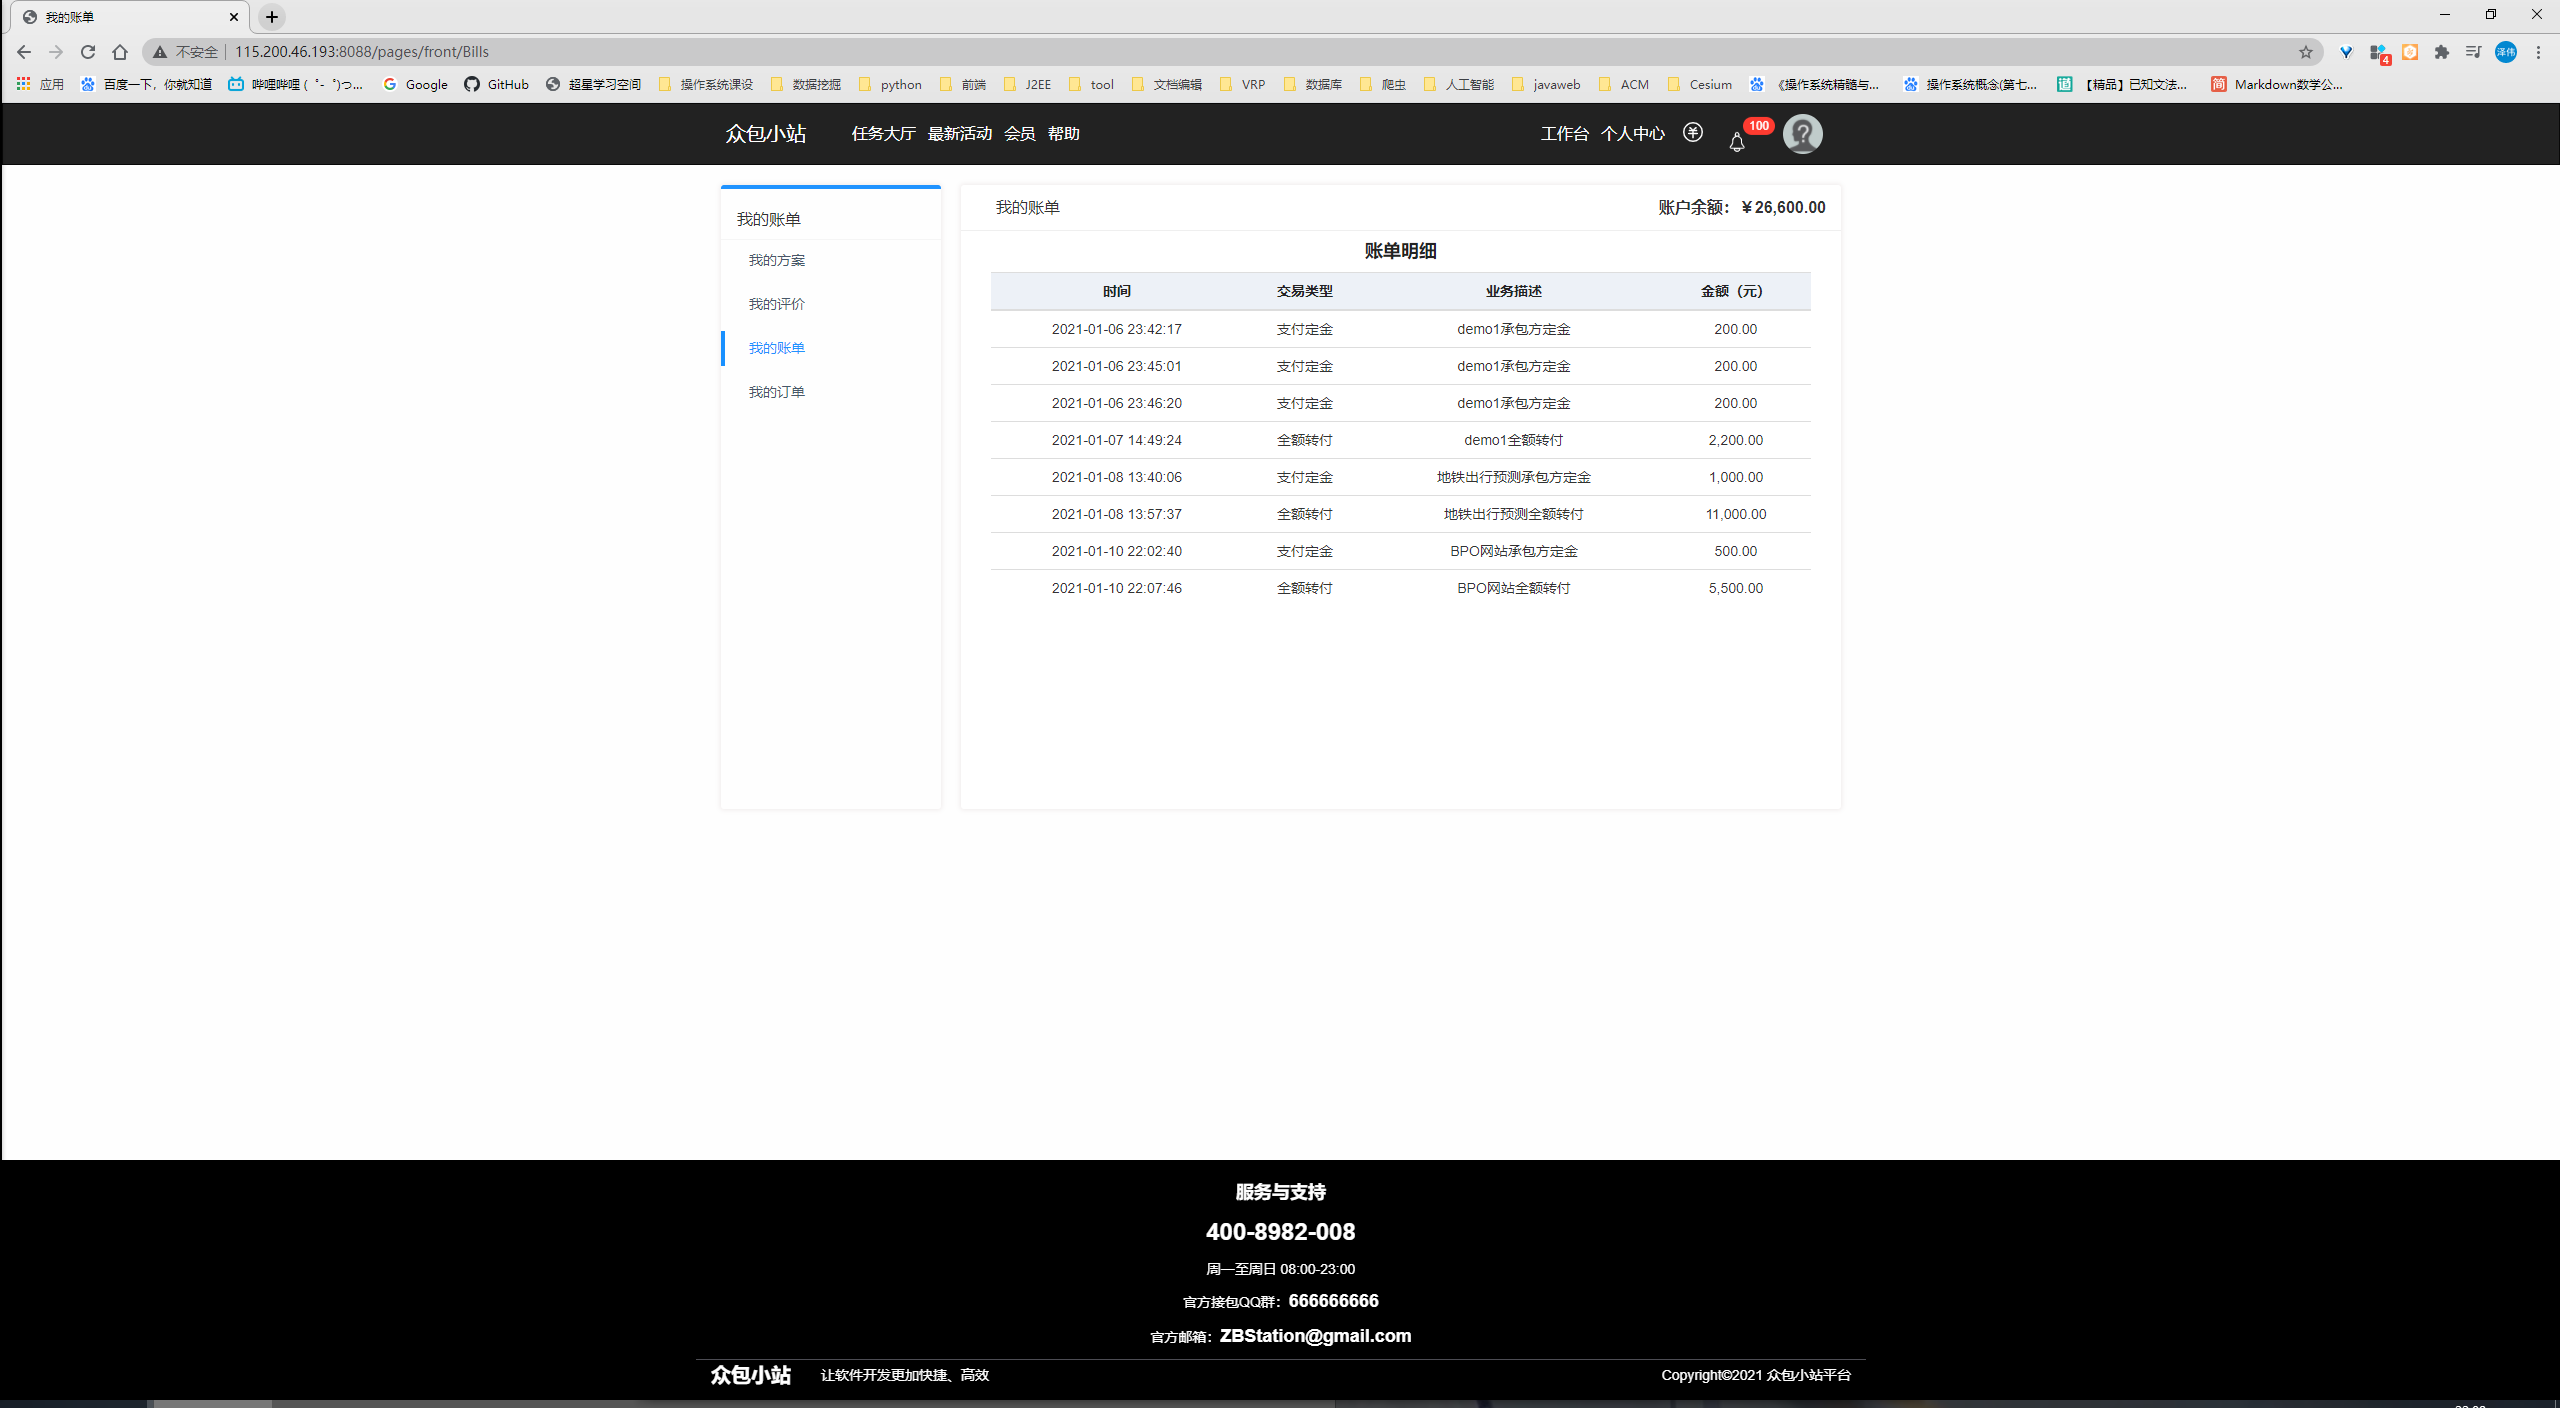 我的账单
不安全 | 115.200.46.193:8088/pages/front/Bills
应用 百度一下，你就知道 哔哩哔哩 ( ゜- ゜)つ... Google GitHub 超星学习空间 操作系统课设 数据挖掘 python 前端 J2EE tool 文档编辑 VRP 数据库 爬虫 人工智能 javaweb ACM Cesium 《操作系统精髓与... 操作系统概念(第七... 【精品】已知文法... Markdown数学公...
4
泽伟
众包小站 任务大厅 最新活动 会员 帮助 工作台 个人中心 100
我的账单
我的方案
我的评价
我的账单
我的订单
我的账单 账户余额：￥26,600.00
账单明细
时间 交易类型 业务描述 金额（元）
2021-01-06 23:42:17 支付定金 demo1承包方定金 200.00
2021-01-06 23:45:01 支付定金 demo1承包方定金 200.00
2021-01-06 23:46:20 支付定金 demo1承包方定金 200.00
2021-01-07 14:49:24 全额转付 demo1全额转付 2,200.00
2021-01-08 13:40:06 支付定金 地铁出行预测承包方定金 1,000.00
2021-01-08 13:57:37 全额转付 地铁出行预测全额转付 11,000.00
2021-01-10 22:02:40 支付定金 BPO网站承包方定金 500.00
2021-01-10 22:07:46 全额转付 BPO网站全额转付 5,500.00
服务与支持
400-8982-008
周一至周日 08:00-23:00
官方接包QQ群：666666666
官方邮箱：ZBStation@gmail.com
众包小站 让软件开发更加快捷、高效 Copyright©2021 众包小站平台